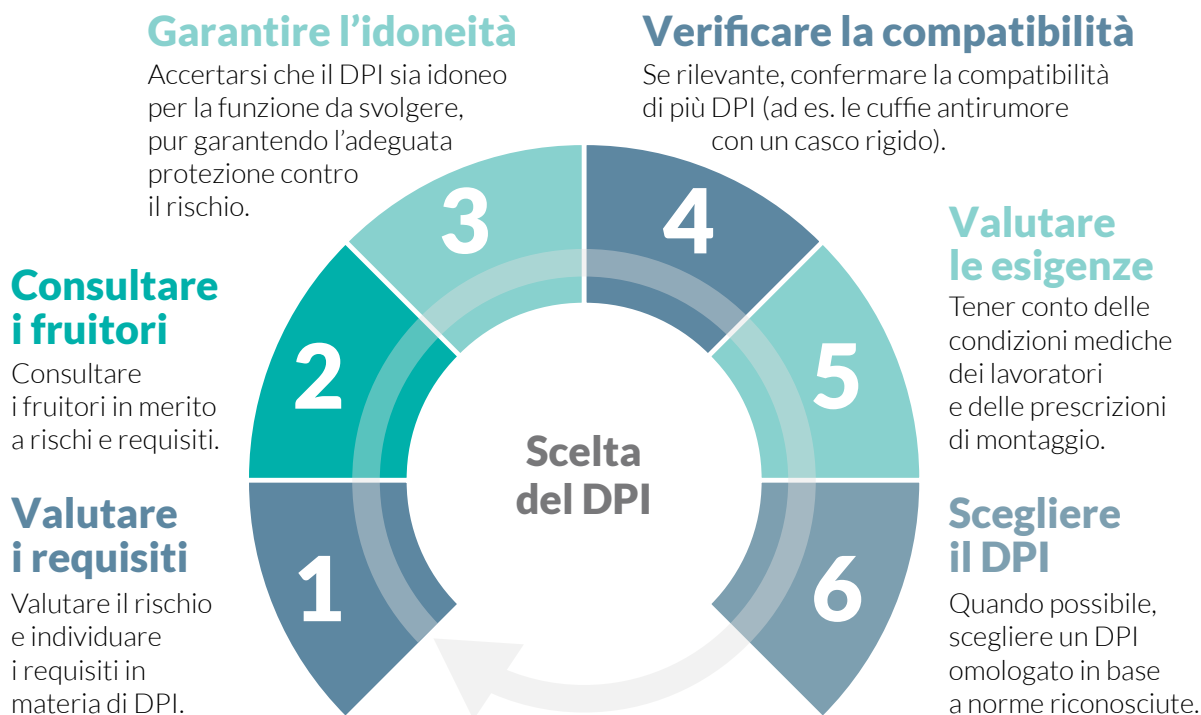 Garantire l'idoneità
Accertarsi che il DPI sia idoneo
per la funzione da svolgere,
pur garantendo l'adeguata
protezione contro
il rischio.
Verificare la compatibilità
Se rilevante, confermare la compatibilità
di più DPI (ad es. le cuffie antirumore
con un casco rigido).
3
4
Valutare
le esigenze
Tener conto delle
condizioni mediche
dei lavoratori
e delle prescrizioni
di montaggio.
Consultare
i fruitori
Consultare
i fruitori in merito
a rischi e requisiti.
2
5
Scelta
del DPI
Valutare
i requisiti
Valutare il rischio
e individuare
i requisiti in
materia di DPI.
1
6
Scegliere
il DPI
Quando possibile,
scegliere un DPI
omologato in base
a norme riconosciute.